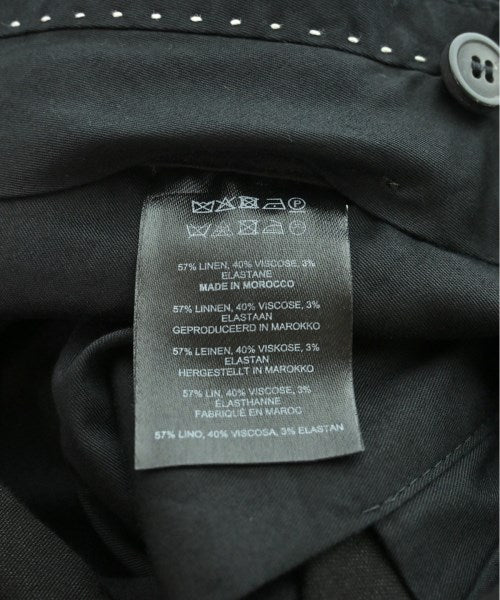 57% LINEN, 40% VISCOSE, 3%
ELASTANE
MADE IN MOROCCO
57% LINNEN, 40% VISCOSE, 3%
ELASTAAN
GEPRODUCEERD IN MAROKKO
57% LEINEN, 40% VISKOSE, 3%
ELASTAN
HERGESTELLT IN MAROKKO
57% LIN, 40% VISCOSE, 3%
ÉLASTHANNE
FABRIQUÉ EN MAROC
57% LINO, 40% VISCOSA, 3% ELASTAN